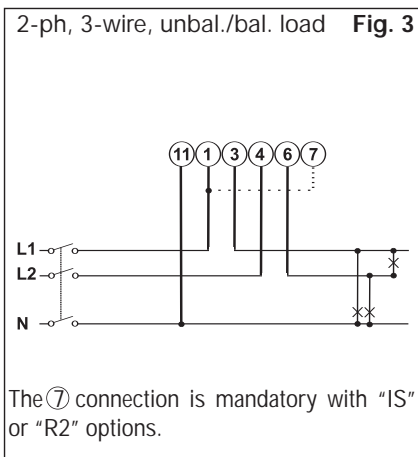 2-ph, 3-wire, unbal./bal. load Fig. 3
11 1 3 4 6 7
L1
L2
N
The ⑦ connection is mandatory with "IS"
or "R2" options.